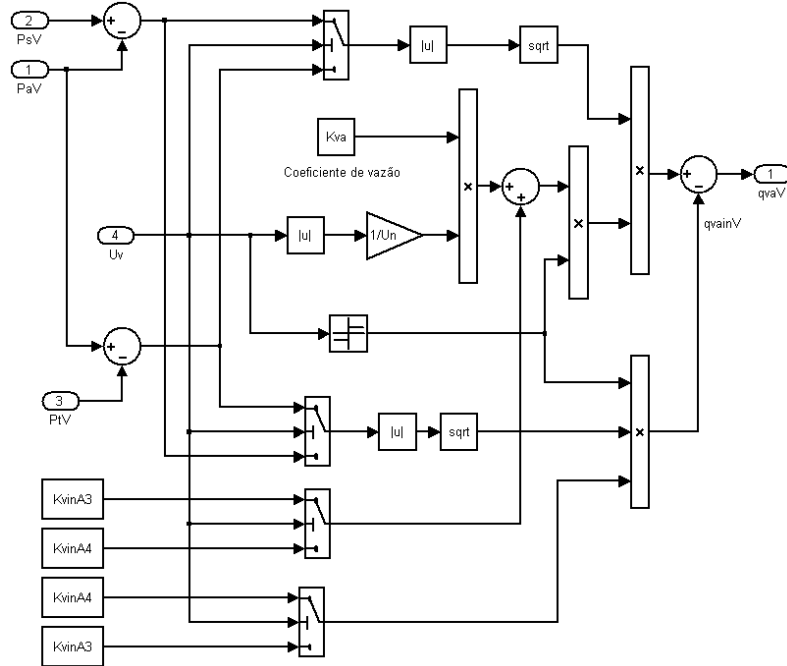 2
PsV
1
PaV
+
-
|u|
sqrt
Kva
Coeficiente de vazão
×
+
+
×
×
+
-
1
qvaV
qvainV
4
Uv
|u|
1/Un
+
-
3
PtV
|u|
sqrt
×
KvinA3
KvinA4
KvinA4
KvinA3